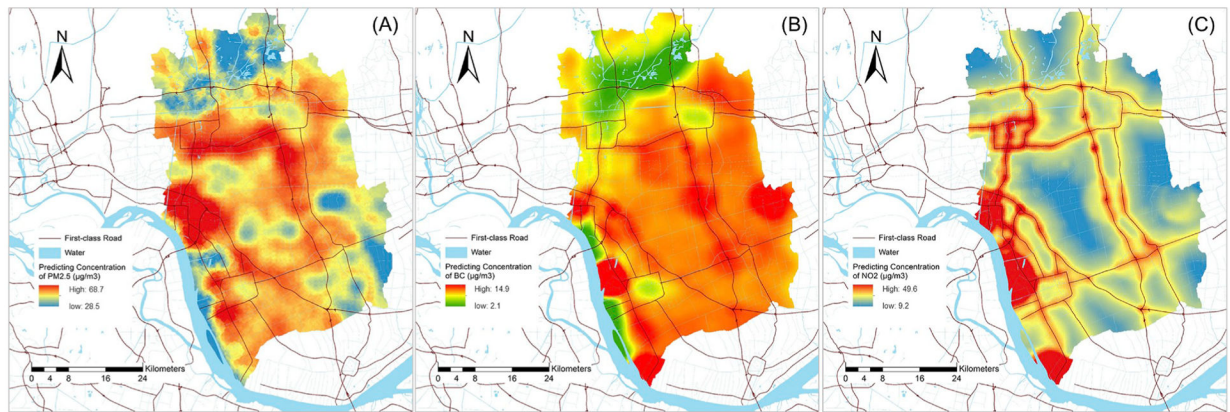 (A)
N
First-class Road
Water
Predicting Concentration
of PM2.5 (µg/m3)
High: 68.7
low: 28.5
Kilometers
0 4 8 16 24
(B)
N
First-class Road
Water
Predicting Concentration
of BC (µg/m3)
High: 14.9
low: 2.1
Kilometers
0 4 8 16 24
(C)
N
First-class Road
Water
Predicting Concentration
of NO2 (µg/m3)
High: 49.6
low: 9.2
Kilometers
0 4 8 16 24